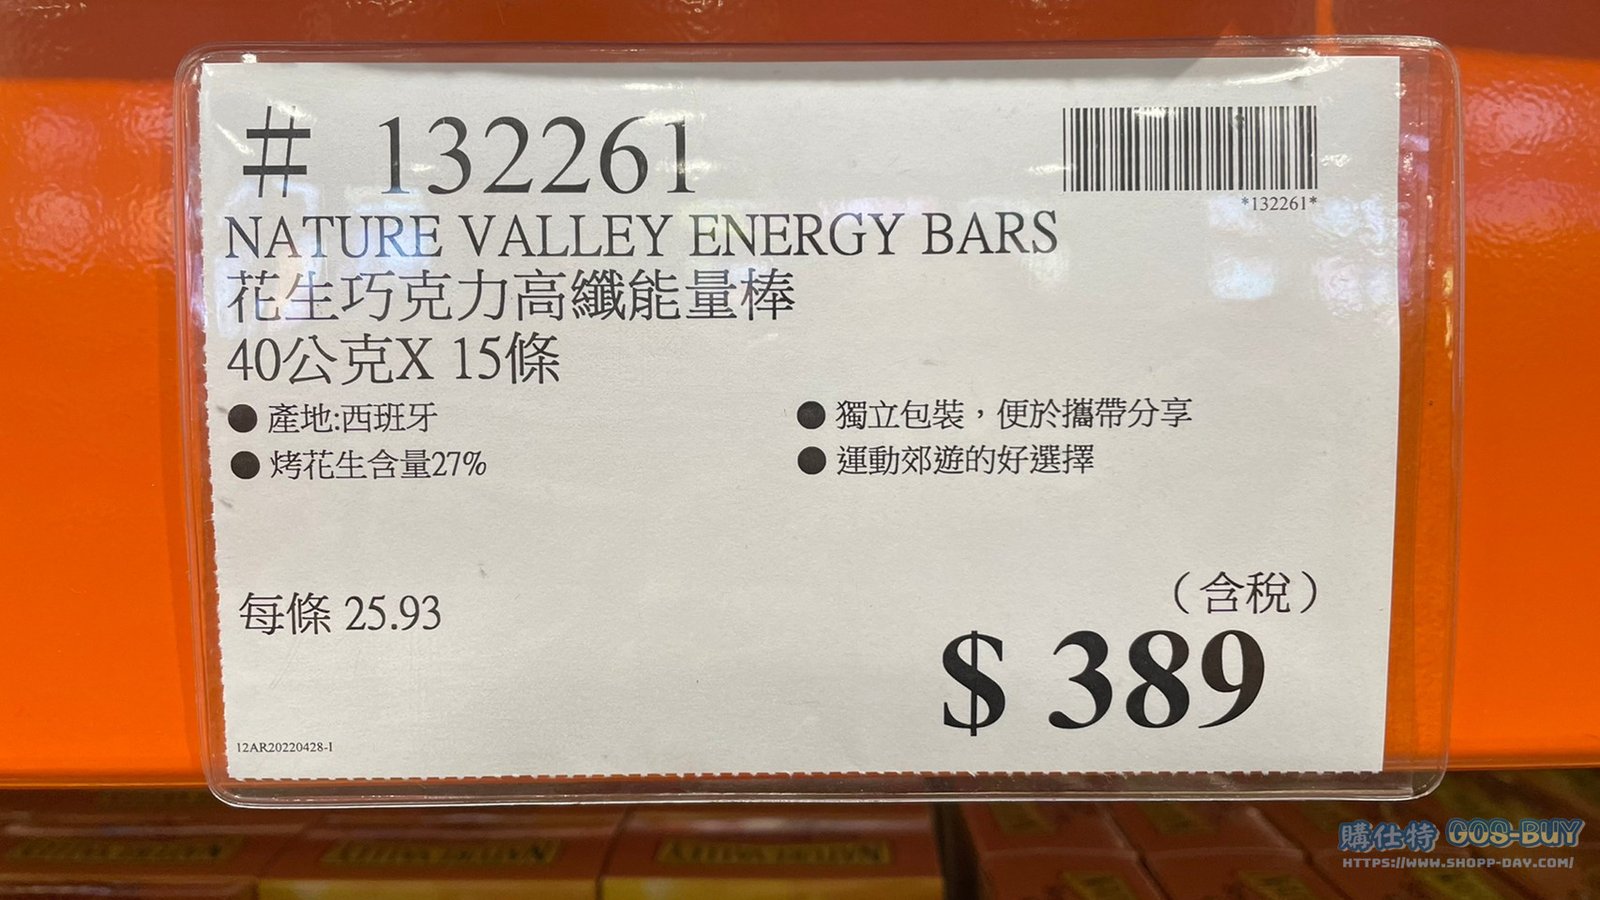 # 132261
*132261*
NATURE VALLEY ENERGY BARS
花生巧克力高纖能量棒
40公克X 15條
● 產地:西班牙
● 烤花生含量27%
● 獨立包裝，便於攜帶分享
● 運動郊遊的好選擇
每條 25.93
（含稅）
$ 389
12AR20220428-1
購仕特 GOS-BUY
HTTPS://WWW.SHOPP-DAY.COM/